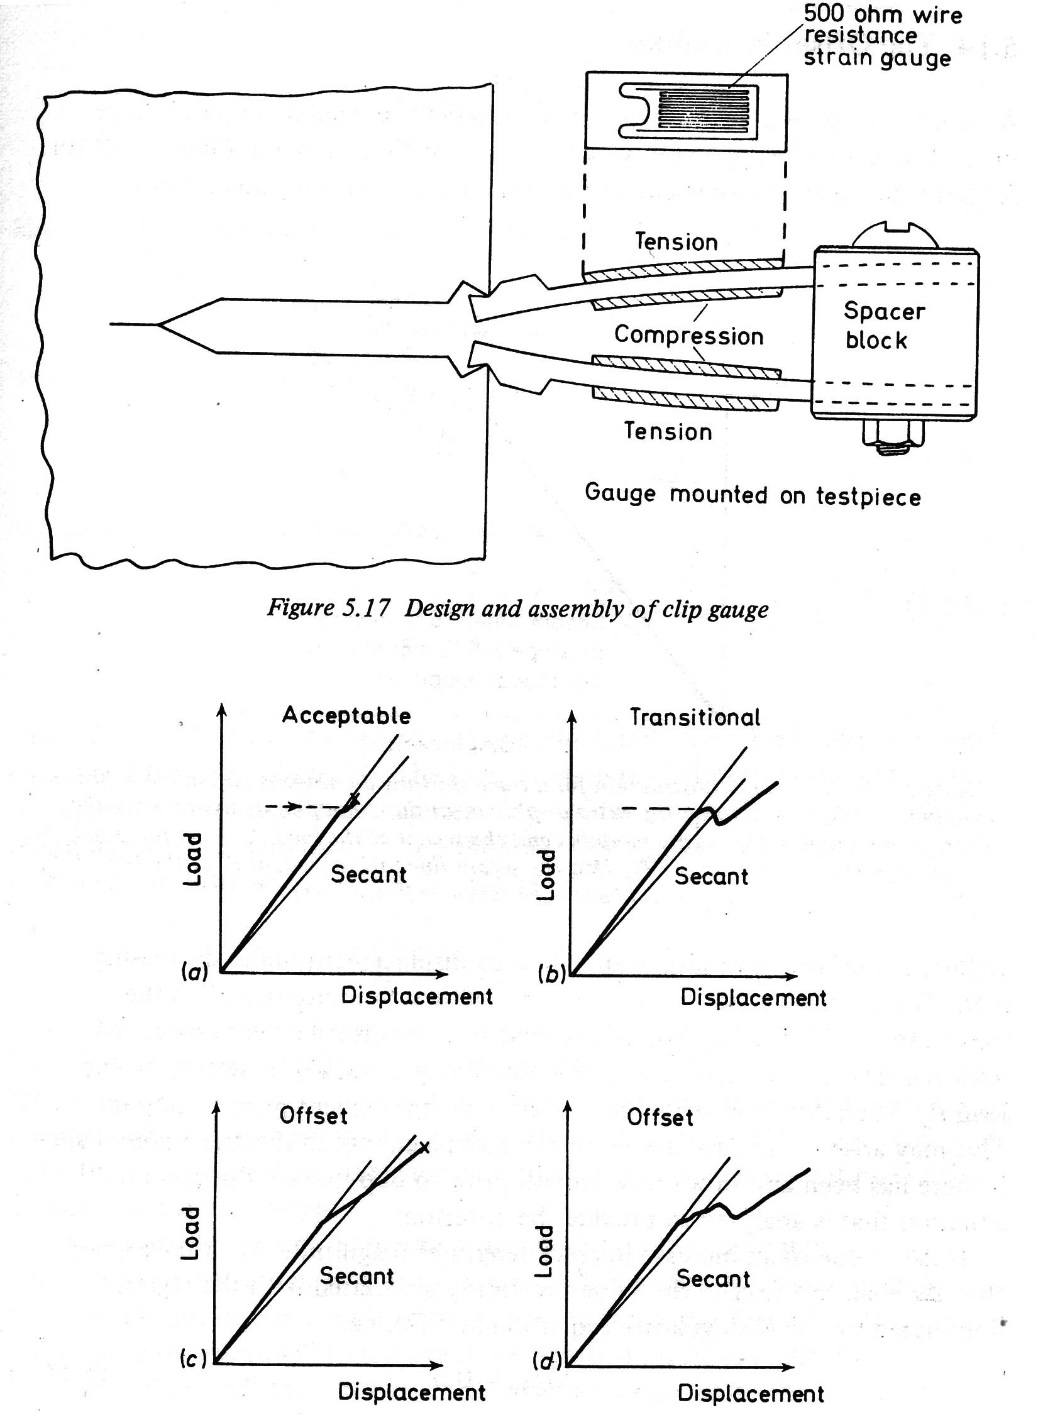 500 ohm wire
resistance
strain gauge
Tension
Compression
Tension
Spacer
block
Gauge mounted on testpiece
Figure 5.17 Design and assembly of clip gauge
Acceptable
Load
Secant
(a)
Displacement
Transitional
Load
Secant
(b)
Displacement
Offset
Load
Secant
(c)
Displacement
Offset
Load
Secant
(d)
Displacement